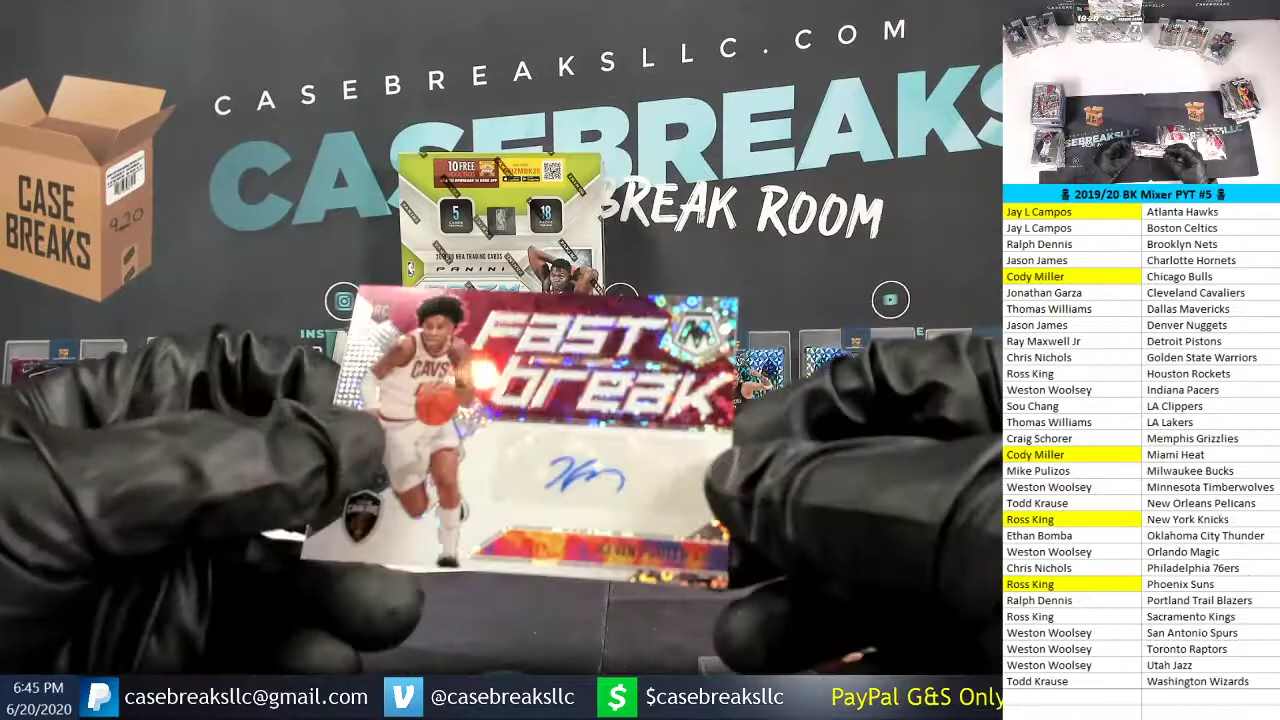 CASEBREAKSLLC.COM
CASEBREAKS
BREAK ROOM
CASE
BREAKS
920
10 FREE
5
18
NBA TRADING CARDS
PANINI
RC
FAST
break
CAVS
INST
2019/20 BK Mixer PYT #5
Jay L Campos Atlanta Hawks
Jay L Campos Boston Celtics
Ralph Dennis Brooklyn Nets
Jason James Charlotte Hornets
Cody Miller Chicago Bulls
Jonathan Garza Cleveland Cavaliers
Thomas Williams Dallas Mavericks
Jason James Denver Nuggets
Ray Maxwell Jr Detroit Pistons
Chris Nichols Golden State Warriors
Ross King Houston Rockets
Weston Woolsey Indiana Pacers
Sou Chang LA Clippers
Thomas Williams LA Lakers
Craig Schorer Memphis Grizzlies
Cody Miller Miami Heat
Mike Pulizos Milwaukee Bucks
Weston Woolsey Minnesota Timberwolves
Todd Krause New Orleans Pelicans
Ross King New York Knicks
Ethan Bomba Oklahoma City Thunder
Weston Woolsey Orlando Magic
Chris Nichols Philadelphia 76ers
Ross King Phoenix Suns
Ralph Dennis Portland Trail Blazers
Ross King Sacramento Kings
Weston Woolsey San Antonio Spurs
Weston Woolsey Toronto Raptors
Weston Woolsey Utah Jazz
Todd Krause Washington Wizards
6:45 PM
6/20/2020
casebreaksllc@gmail.com
@casebreaksllc
$casebreaksllc
PayPal G&S Only